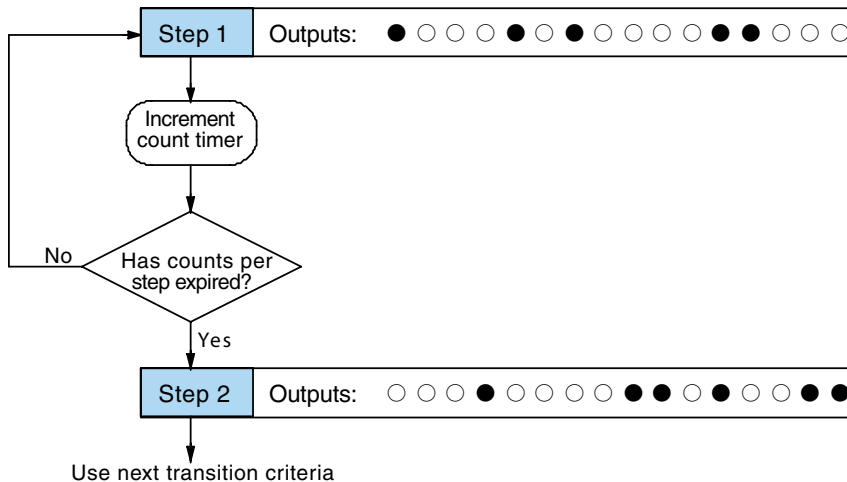 Step 1 Outputs:
Increment
count timer
No
Has counts per
step expired?
Yes
Step 2 Outputs:
Use next transition criteria